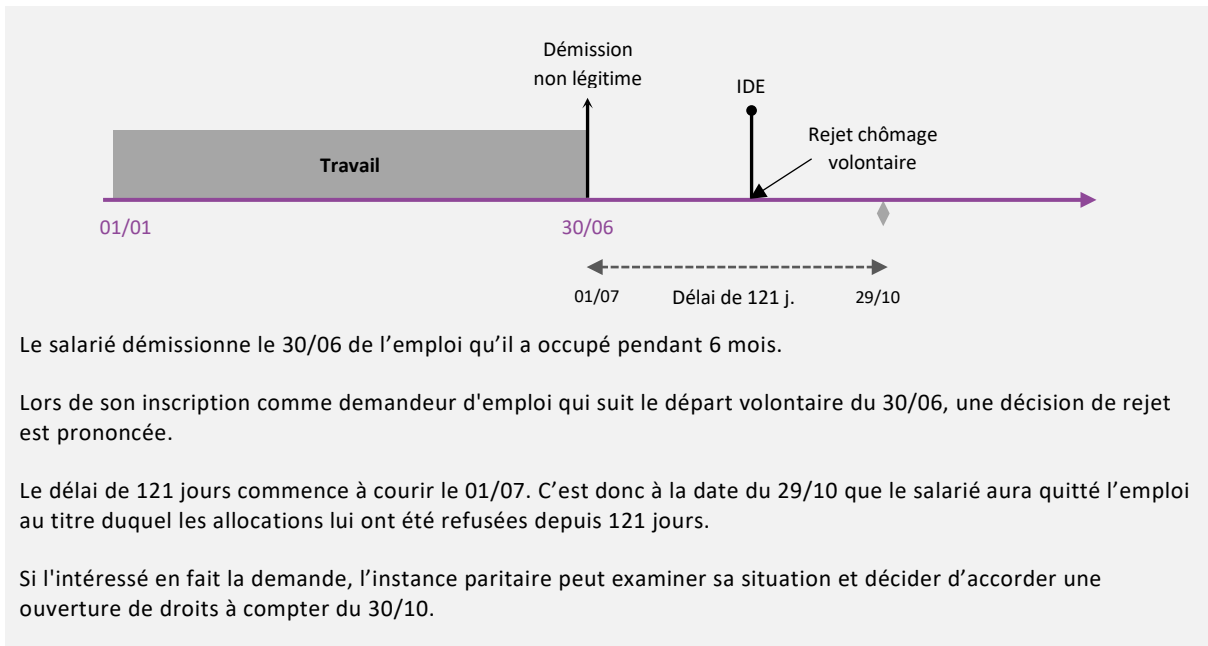 Démission
non légitime
IDE
Rejet chômage
volontaire
Travail
01/01
30/06
01/07
Délai de 121 j.
29/10
Le salarié démissionne le 30/06 de l’emploi qu’il a occupé pendant 6 mois.
Lors de son inscription comme demandeur d'emploi qui suit le départ volontaire du 30/06, une décision de rejet
est prononcée.
Le délai de 121 jours commence à courir le 01/07. C’est donc à la date du 29/10 que le salarié aura quitté l’emploi
au titre duquel les allocations lui ont été refusées depuis 121 jours.
Si l'intéressé en fait la demande, l’instance paritaire peut examiner sa situation et décider d’accorder une
ouverture de droits à compter du 30/10.